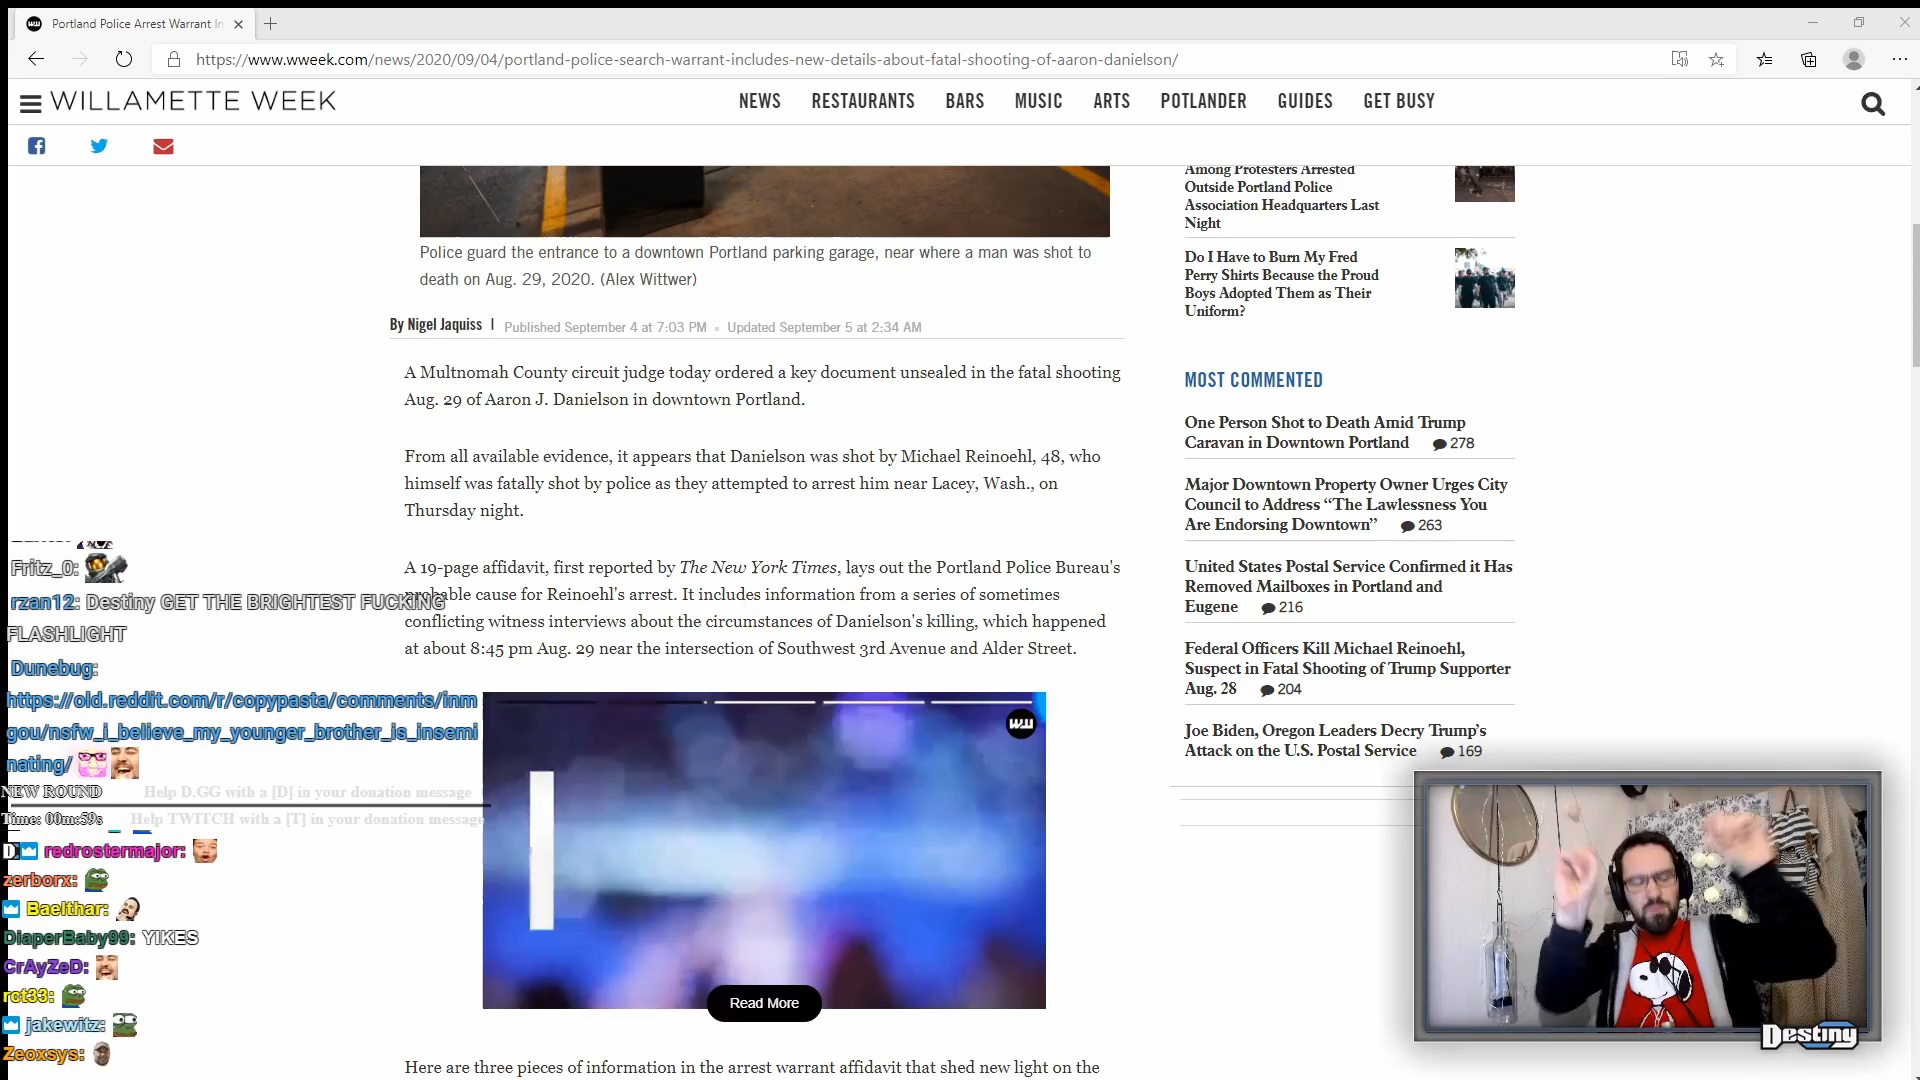 Portland Police Arrest Warrant In
https://www.wweek.com/news/2020/09/04/portland-police-search-warrant-includes-new-details-about-fatal-shooting-of-aaron-danielson/
WILLAMETTE WEEK
NEWS RESTAURANTS BARS MUSIC ARTS POTLANDER GUIDES GET BUSY
Police guard the entrance to a downtown Portland parking garage, near where a man was shot to
death on Aug. 29, 2020. (Alex Wittwer)
By Nigel Jaquiss | Published September 4 at 7:03 PM Updated September 5 at 2:34 AM
A Multnomah County circuit judge today ordered a key document unsealed in the fatal shooting
Aug. 29 of Aaron J. Danielson in downtown Portland.
From all available evidence, it appears that Danielson was shot by Michael Reinoehl, 48, who
himself was fatally shot by police as they attempted to arrest him near Lacey, Wash., on
Thursday night.
A 19-page affidavit, first reported by The New York Times, lays out the Portland Police Bureau's
probable cause for Reinoehl's arrest. It includes information from a series of sometimes
conflicting witness interviews about the circumstances of Danielson's killing, which happened
at about 8:45 pm Aug. 29 near the intersection of Southwest 3rd Avenue and Alder Street.
WW
Read More
Here are three pieces of information in the arrest warrant affidavit that shed new light on the
Among Protesters Arrested
Outside Portland Police
Association Headquarters Last
Night
Do I Have to Burn My Fred
Perry Shirts Because the Proud
Boys Adopted Them as Their
Uniform?
MOST COMMENTED
One Person Shot to Death Amid Trump
Caravan in Downtown Portland 278
Major Downtown Property Owner Urges City
Council to Address “The Lawlessness You
Are Endorsing Downtown” 263
United States Postal Service Confirmed it Has
Removed Mailboxes in Portland and
Eugene 216
Federal Officers Kill Michael Reinoehl,
Suspect in Fatal Shooting of Trump Supporter
Aug. 28 204
Joe Biden, Oregon Leaders Decry Trump's
Attack on the U.S. Postal Service 169
Fritz_0:
rzan12: Destiny GET THE BRIGHTEST FUCKING
FLASHLIGHT
Dunebug:
https://old.reddit.com/r/copypasta/comments/inm
gou/nsfw_i_believe_my_younger_brother_is_insemi
nating/
NEW ROUND Help D.GG with a [D] in your donation message
Time: 00m:59s Help TWITCH with a [T] in your donation message
redrostermajor:
zerborx:
Baelthar:
DiaperBaby99: YIKES
CrAyZeD:
rct33:
jakewitz:
Zeoxsys:
Destiny